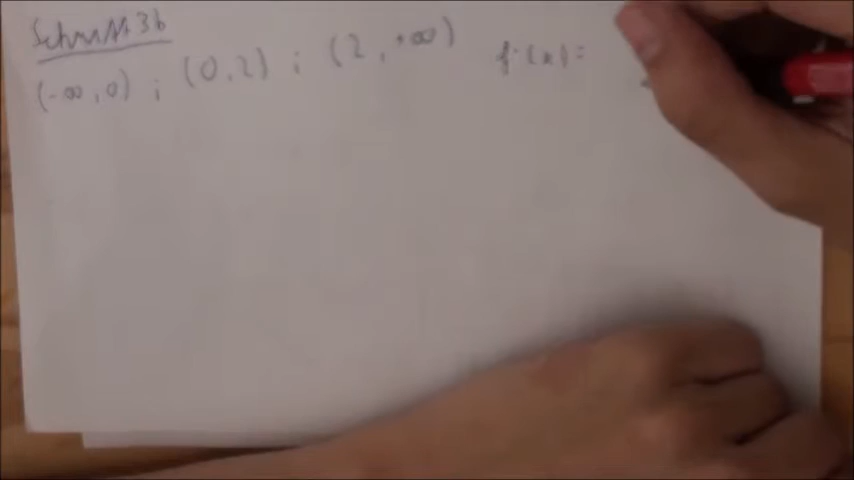 Schritt 3b
(-∞, 0) ; (0, 2) ; (2, +∞) f'(x) =